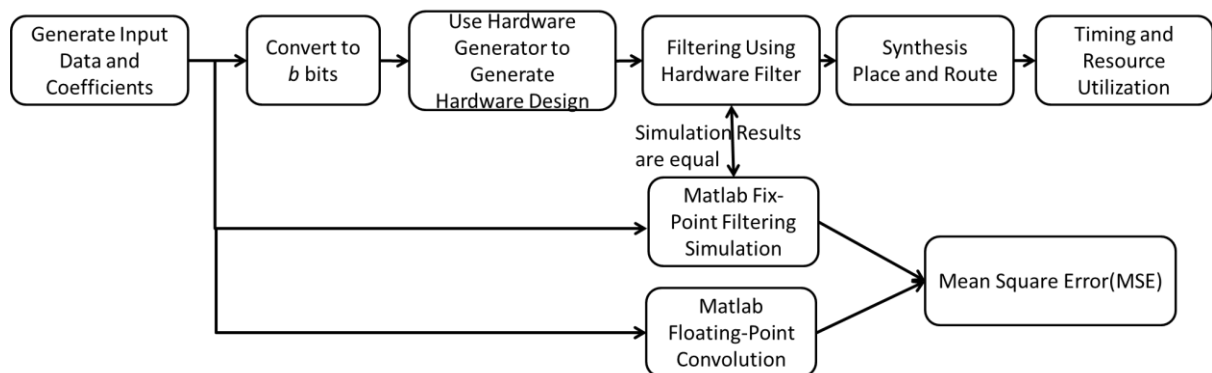 Generate Input
Data and
Coefficients
Convert to
b bits
Use Hardware
Generator to
Generate
Hardware Design
Filtering Using
Hardware Filter
Synthesis
Place and Route
Timing and
Resource
Utilization
Simulation Results
are equal
Matlab Fix-
Point Filtering
Simulation
Mean Square Error(MSE)
Matlab
Floating-Point
Convolution